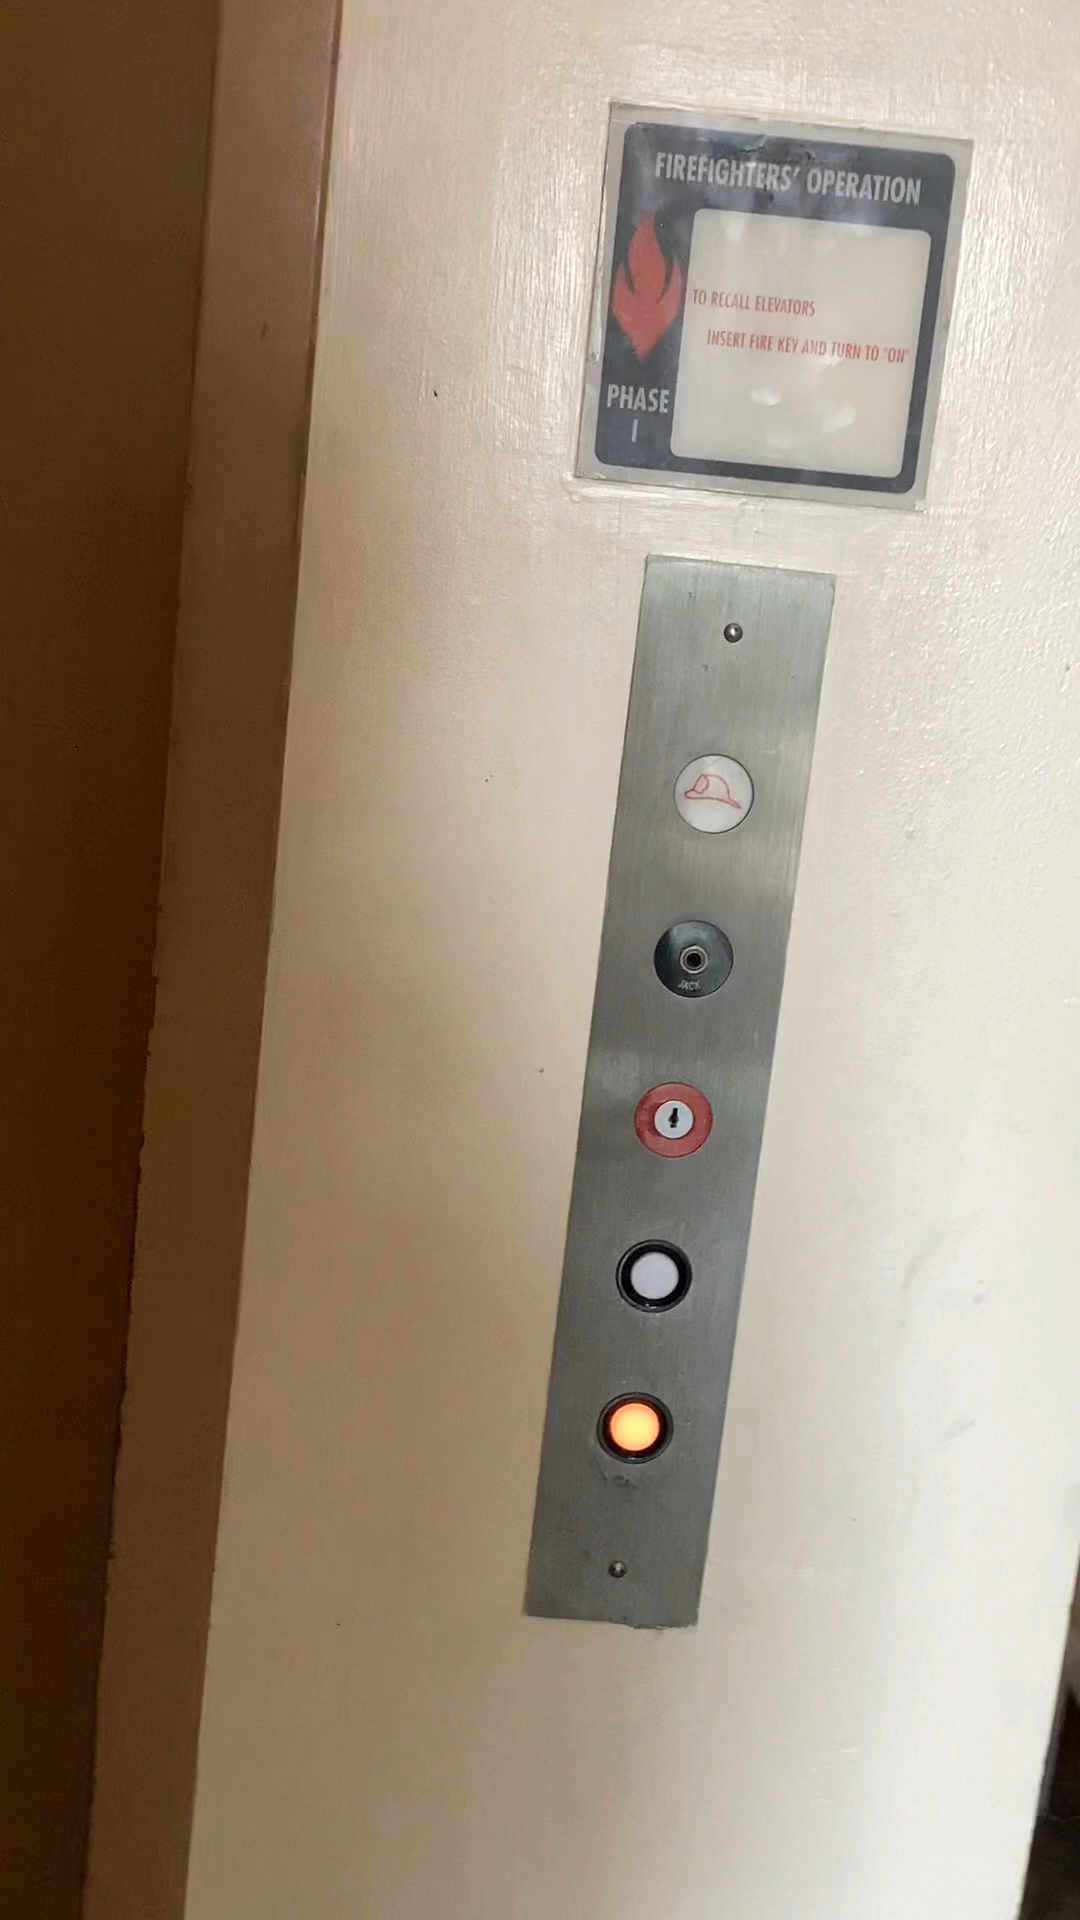 FIREFIGHTERS' OPERATION
TO RECALL ELEVATORS
INSERT FIRE KEY AND TURN TO "ON"
PHASE
I
JACK